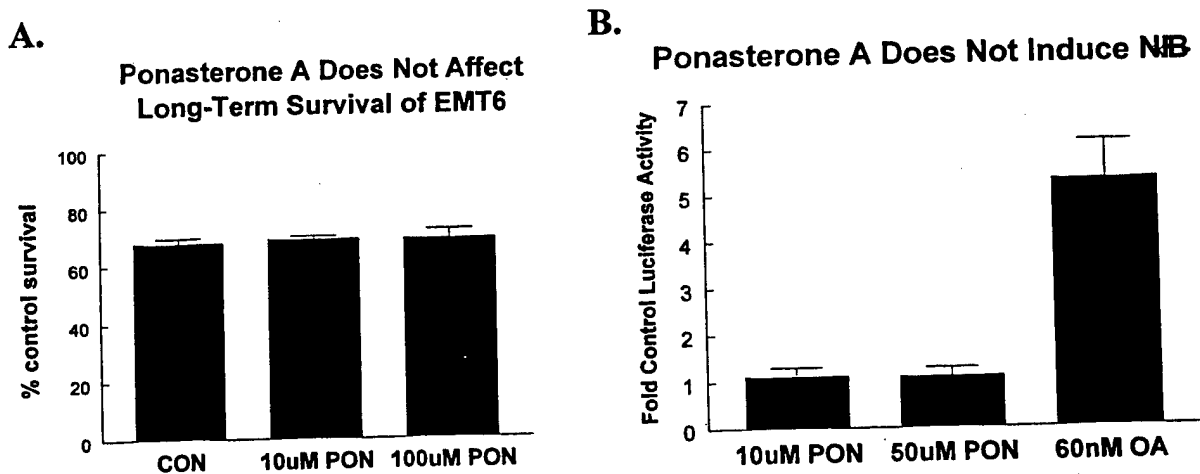 A.
Ponasterone A Does Not Affect
Long-Term Survival of EMT6
% control survival
100
80
60
40
20
0
CON 10uM PON 100uM PON
B.
Ponasterone A Does Not Induce
Fold Control Luciferase Activity
7
6
5
4
3
2
1
0
10uM PON 50uM PON 60nM OA